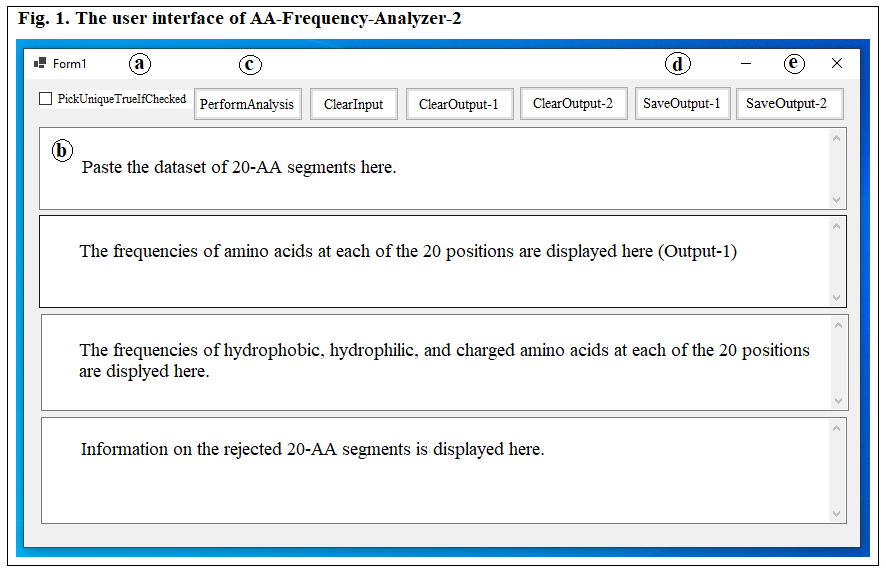 Fig. 1. The user interface of AA-Frequency-Analyzer-2
Form1 a c d e
PickUniqueTrueIfChecked PerformAnalysis ClearInput ClearOutput-1 ClearOutput-2 SaveOutput-1 SaveOutput-2
b
Paste the dataset of 20-AA segments here.
The frequencies of amino acids at each of the 20 positions are displayed here (Output-1)
The frequencies of hydrophobic, hydrophilic, and charged amino acids at each of the 20 positions
are displyed here.
Information on the rejected 20-AA segments is displayed here.